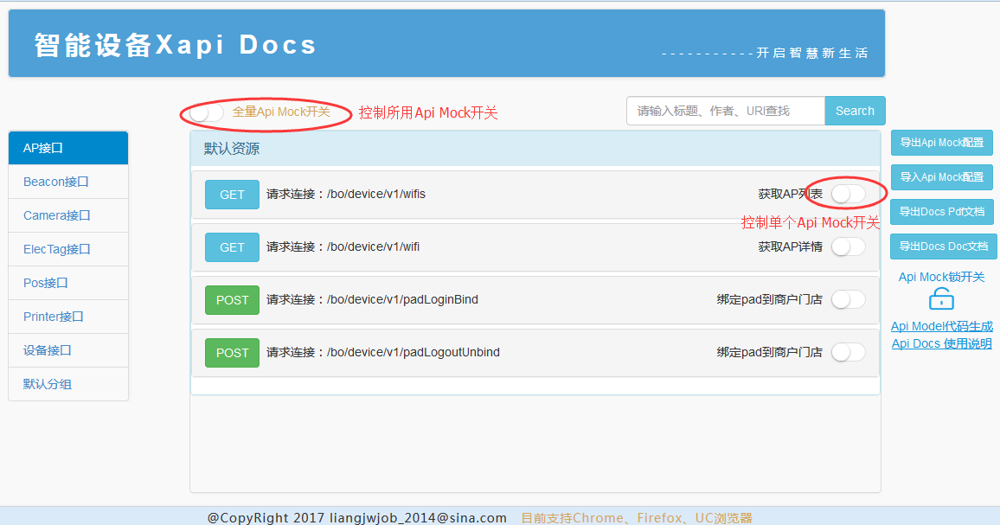 智能设备Xapi Docs
-----------开启智慧新生活
全量Api Mock开关
控制所用Api Mock开关
请输入标题、作者、URI查找
Search
AP接口
Beacon接口
Camera接口
ElecTag接口
Pos接口
Printer接口
设备接口
默认分组
默认资源
GET 请求连接：/bo/device/v1/wifis 获取AP列表
控制单个Api Mock开关
GET 请求连接：/bo/device/v1/wifi 获取AP详情
POST 请求连接：/bo/device/v1/padLoginBind 绑定pad到商户门店
POST 请求连接：/bo/device/v1/padLogoutUnbind 绑定pad到商户门店
导出Api Mock配置
导入Api Mock配置
导出Docs Pdf文档
导出Docs Doc文档
Api Mock锁开关
Api Model代码生成
Api Docs 使用说明
@CopyRight 2017 liangjwjob_2014@sina.com 目前支持Chrome、Firefox、UC浏览器